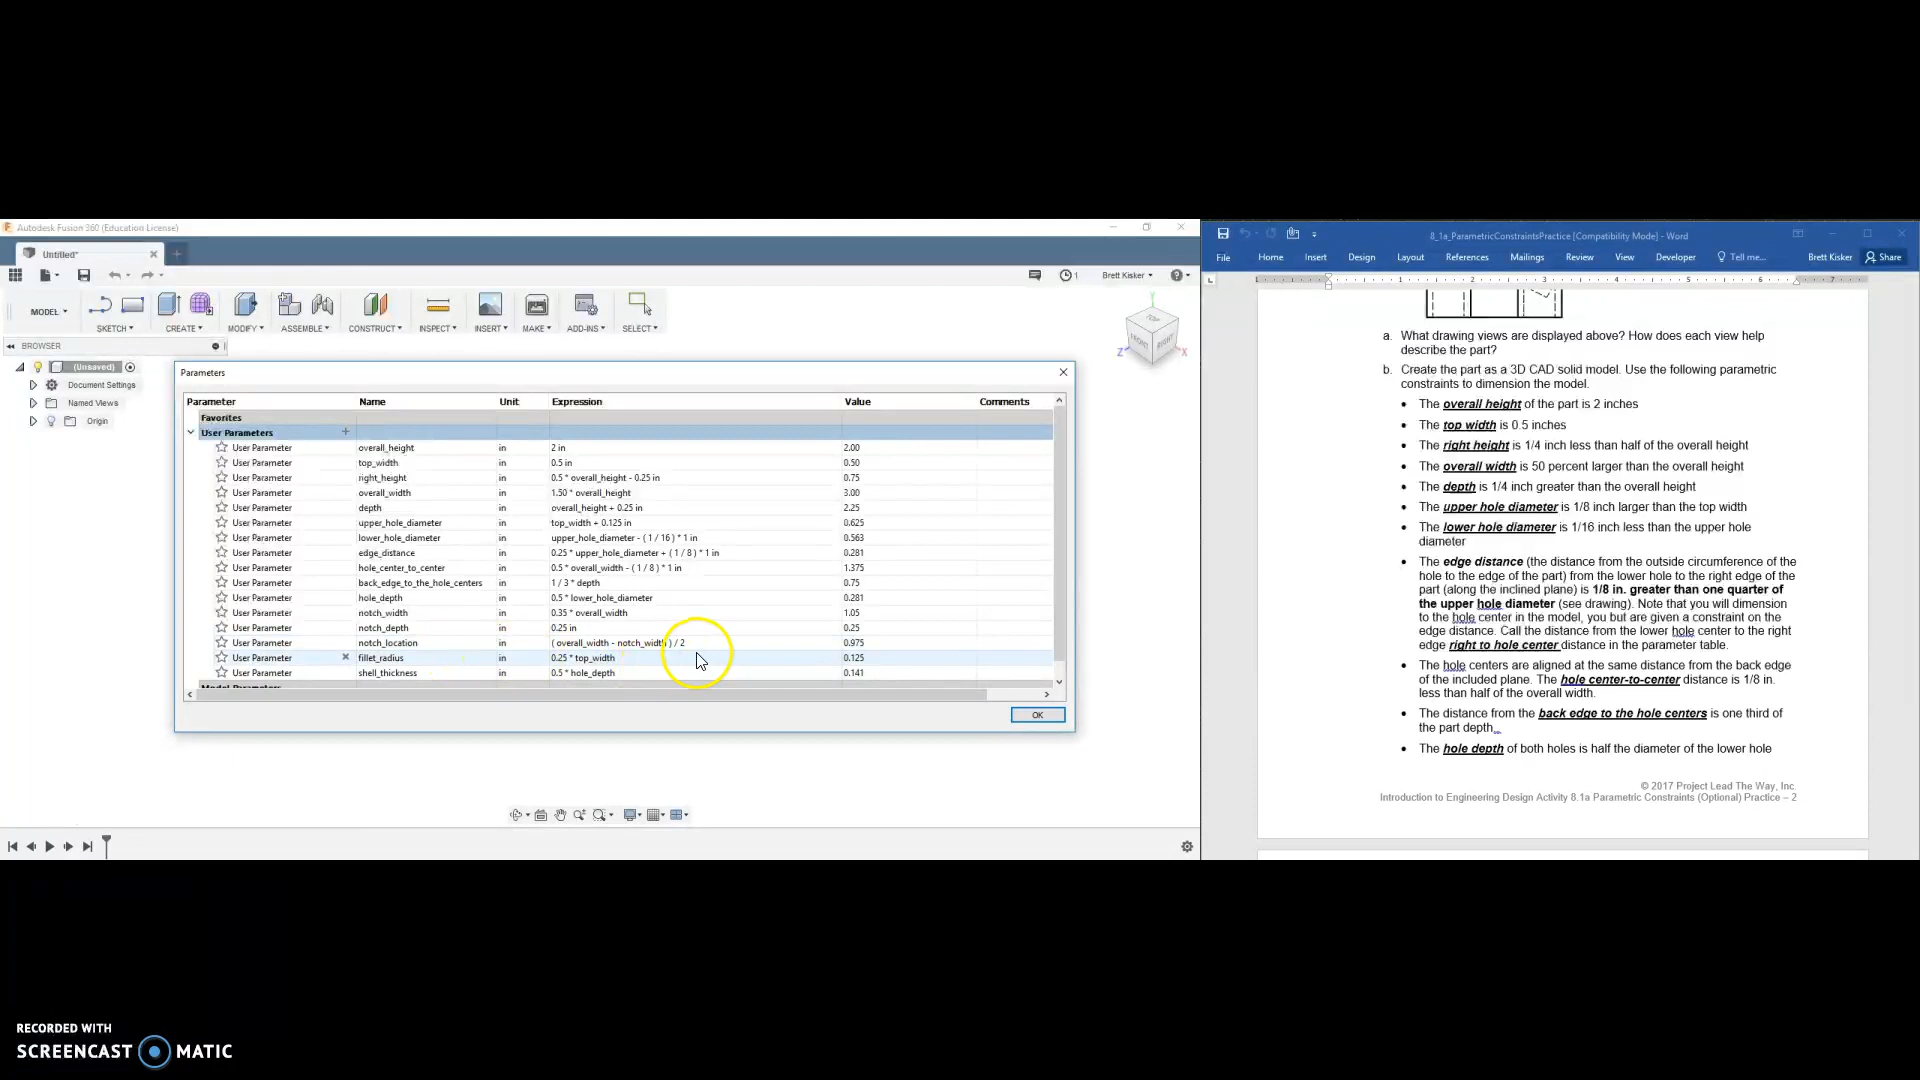 Autodesk Fusion 360 (Education License)
Untitled*
Brett Kisker
MODEL
SKETCH
CREATE
MODIFY
ASSEMBLE
CONSTRUCT
INSPECT
INSERT
MAKE
ADD-INS
SELECT
TOP
FRONT
RIGHT
Y
Z
X
BROWSER
(Unsaved)
Document Settings
Named Views
Origin
Parameters
Parameter Name Unit Expression Value Comments
Favorites
User Parameters +
User Parameter overall_height in 2 in 2.00
User Parameter top_width in 0.5 in 0.50
User Parameter right_height in 0.5 * overall_height - 0.25 in 0.75
User Parameter overall_width in 1.50 * overall_height 3.00
User Parameter depth in overall_height + 0.25 in 2.25
User Parameter upper_hole_diameter in top_width + 0.125 in 0.625
User Parameter lower_hole_diameter in upper_hole_diameter - ( 1 / 16 ) * 1 in 0.563
User Parameter edge_distance in 0.25 * upper_hole_diameter + ( 1 / 8 ) * 1 in 0.281
User Parameter hole_center_to_center in 0.5 * overall_width - ( 1 / 8 ) * 1 in 1.375
User Parameter back_edge_to_the_hole_centers in 1 / 3 * depth 0.75
User Parameter hole_depth in 0.5 * lower_hole_diameter 0.281
User Parameter notch_width in 0.35 * overall_width 1.05
User Parameter notch_depth in 0.25 in 0.25
User Parameter notch_location in ( overall_width - notch_width ) / 2 0.975
User Parameter fillet_radius in 0.25 * top_width 0.125
User Parameter shell_thickness in 0.5 * hole_depth 0.141
Model Parameters
OK
8_1a_ParametricConstraintsPractice [Compatibility Mode] - Word
File Home Insert Design Layout References Mailings Review View Developer Tell me... Brett Kisker Share
1 2 3 4 5 6 7
a. What drawing views are displayed above? How does each view help
describe the part?
b. Create the part as a 3D CAD solid model. Use the following parametric
constraints to dimension the model.
• The overall height of the part is 2 inches
• The top width is 0.5 inches
• The right height is 1/4 inch less than half of the overall height
• The overall width is 50 percent larger than the overall height
• The depth is 1/4 inch greater than the overall height
• The upper hole diameter is 1/8 inch larger than the top width
• The lower hole diameter is 1/16 inch less than the upper hole
diameter
• The edge distance (the distance from the outside circumference of the
hole to the edge of the part) from the lower hole to the right edge of the
part (along the inclined plane) is 1/8 in. greater than one quarter of
the upper hole diameter (see drawing). Note that you will dimension
to the hole center in the model, you but are given a constraint on the
edge distance. Call the distance from the lower hole center to the right
edge right to hole center distance in the parameter table.
• The hole centers are aligned at the same distance from the back edge
of the included plane. The hole center-to-center distance is 1/8 in.
less than half of the overall width.
• The distance from the back edge to the hole centers is one third of
the part depth
• The hole depth of both holes is half the diameter of the lower hole
© 2017 Project Lead The Way, Inc.
Introduction to Engineering Design Activity 8.1a Parametric Constraints (Optional) Practice – 2
RECORDED WITH
SCREENCAST MATIC